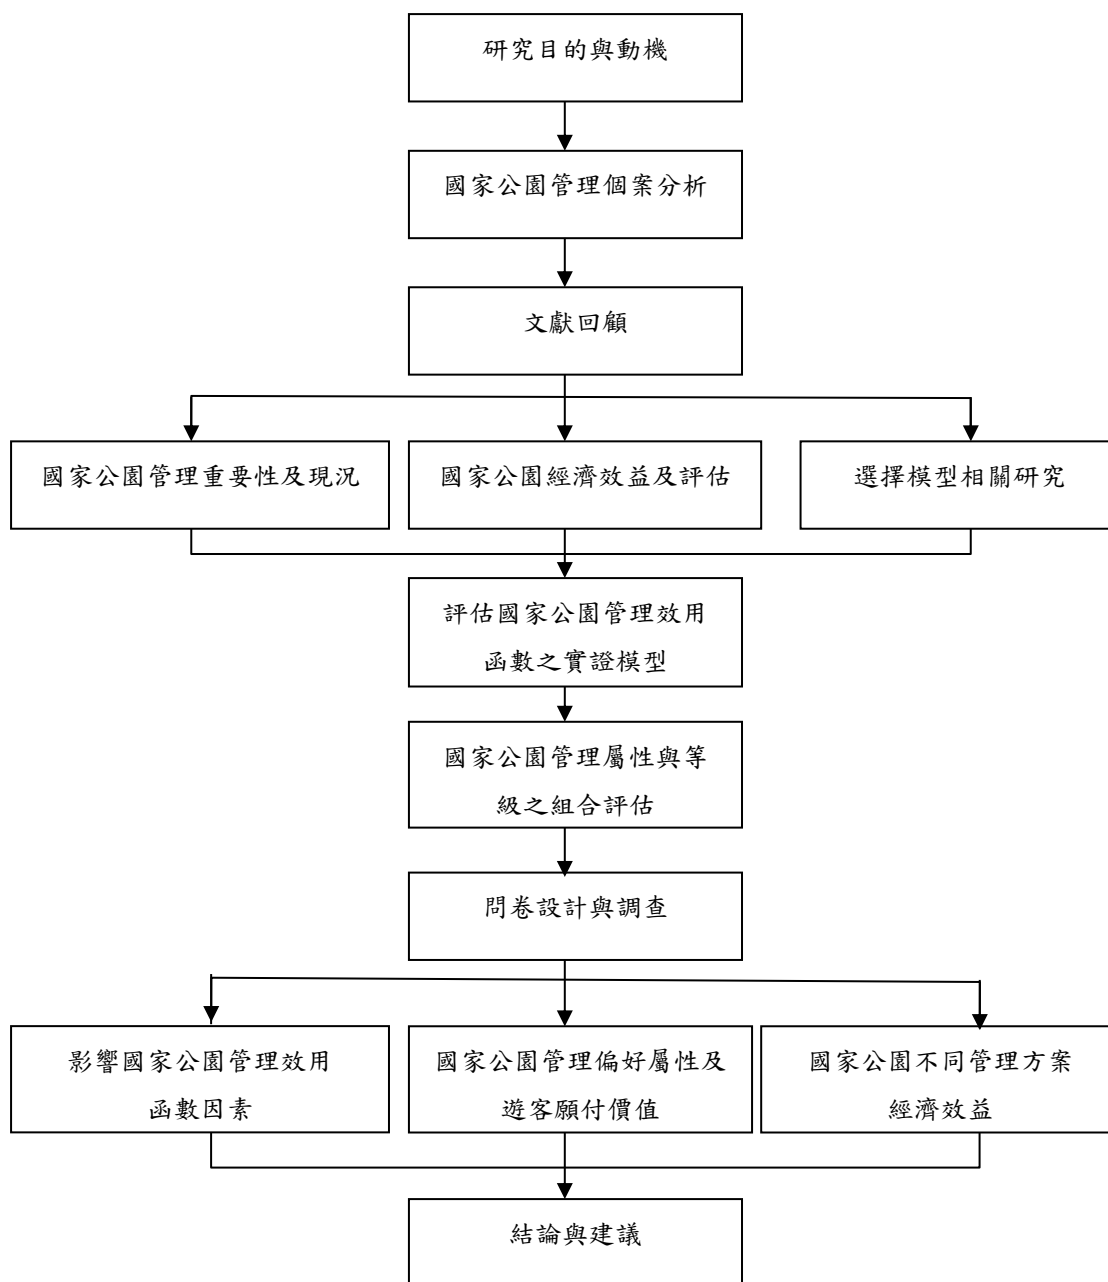 研究目的與動機
國家公園管理個案分析
文獻回顧
國家公園管理重要性及現況
國家公園經濟效益及評估
選擇模型相關研究
評估國家公園管理效用
函數之實證模型
國家公園管理屬性與等
級之組合評估
問卷設計與調查
影響國家公園管理效用
函數因素
國家公園管理偏好屬性及
遊客願付價值
國家公園不同管理方案
經濟效益
結論與建議